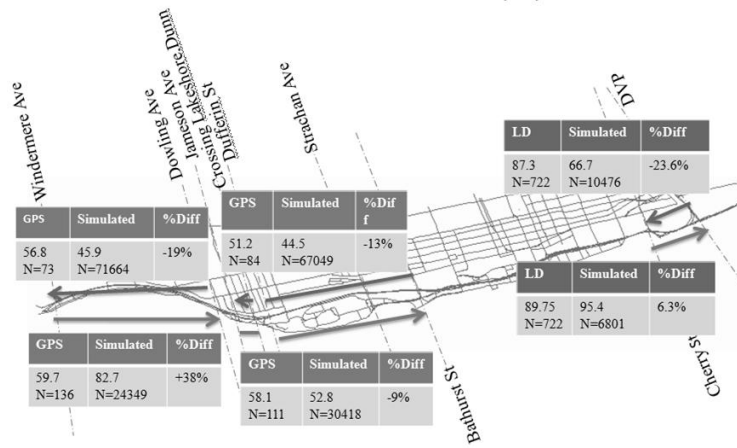 Windermere Ave
Dowling Ave
Jameson Ave
Crossing Lakeshore,Dunn
Dufferin, St
Strachan Ave
DVP
LD Simulated %Diff
87.3 66.7 -23.6%
N=722 N=10476
GPS Simulated %Diff
56.8 45.9 -19%
N=73 N=71664
GPS Simulated %Dif
f
51.2 44.5 -13%
N=84 N=67049
LD Simulated %Diff
89.75 95.4 6.3%
N=722 N=6801
GPS Simulated %Diff
59.7 82.7 +38%
N=136 N=24349
GPS Simulated %Diff
58.1 52.8 -9%
N=111 N=30418
Bathurst St
Cherry St